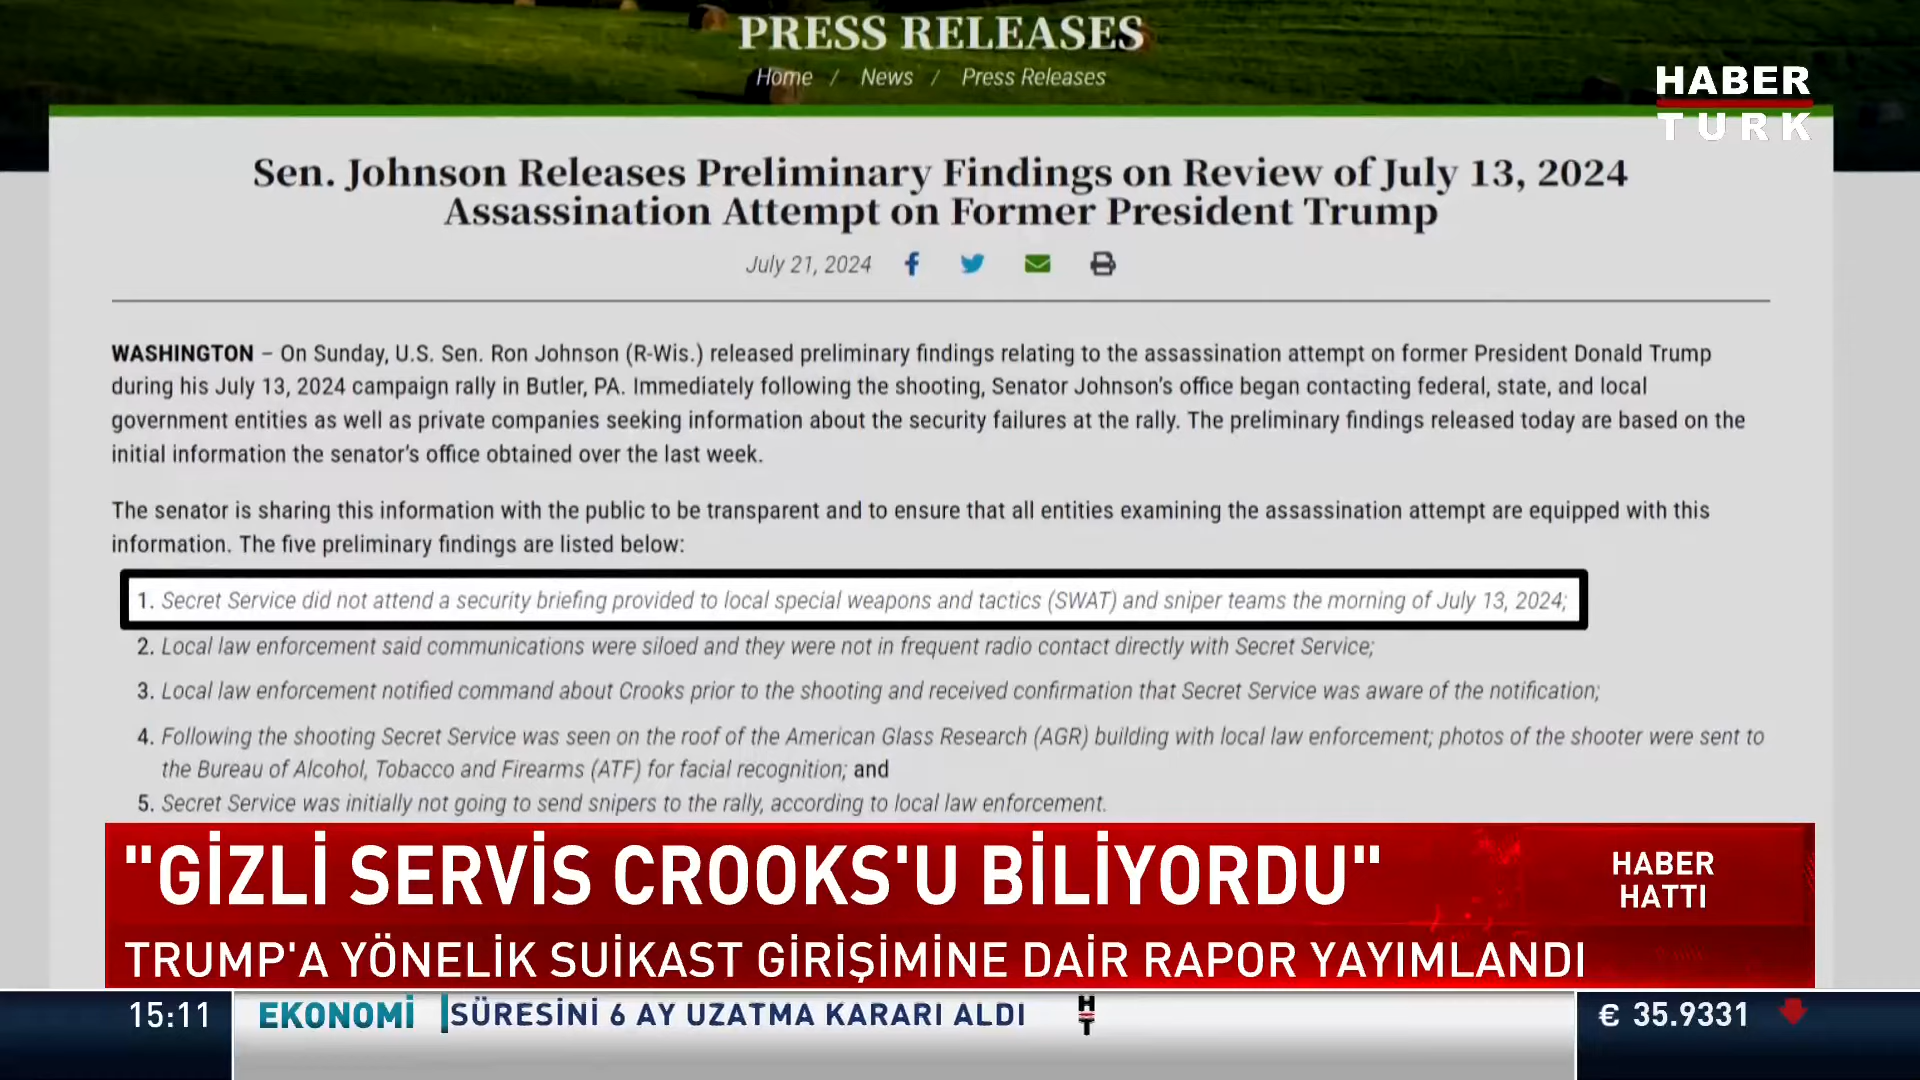 PRESS RELEASES
Home / News / Press Releases
HABER
TURK
Sen. Johnson Releases Preliminary Findings on Review of July 13, 2024
Assassination Attempt on Former President Trump
July 21, 2024
WASHINGTON – On Sunday, U.S. Sen. Ron Johnson (R-Wis.) released preliminary findings relating to the assassination attempt on former President Donald Trump
during his July 13, 2024 campaign rally in Butler, PA. Immediately following the shooting, Senator Johnson's office began contacting federal, state, and local
government entities as well as private companies seeking information about the security failures at the rally. The preliminary findings released today are based on the
initial information the senator's office obtained over the last week.
The senator is sharing this information with the public to be transparent and to ensure that all entities examining the assassination attempt are equipped with this
information. The five preliminary findings are listed below:
1. Secret Service did not attend a security briefing provided to local special weapons and tactics (SWAT) and sniper teams the morning of July 13, 2024;
2. Local law enforcement said communications were siloed and they were not in frequent radio contact directly with Secret Service;
3. Local law enforcement notified command about Crooks prior to the shooting and received confirmation that Secret Service was aware of the notification;
4. Following the shooting Secret Service was seen on the roof of the American Glass Research (AGR) building with local law enforcement; photos of the shooter were sent to
the Bureau of Alcohol, Tobacco and Firearms (ATF) for facial recognition; and
5. Secret Service was initially not going to send snipers to the rally, according to local law enforcement.
"GİZLİ SERVİS CROOKS'U BİLİYORDU"
HABER
HATTI
TRUMP'A YÖNELİK SUİKAST GİRİŞİMİNE DAİR RAPOR YAYIMLANDI
15:11 EKONOMİ SÜRESİNİ 6 AY UZATMA KARARI ALDI HT € 35.9331